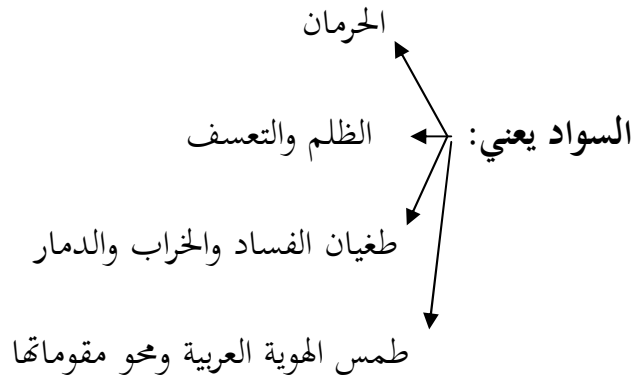 الحرمان
السواد يعني: الظلم والتعسف
طغيان الفساد والخراب والدمار
طمس الهوية العربية ومحو مقوماتها